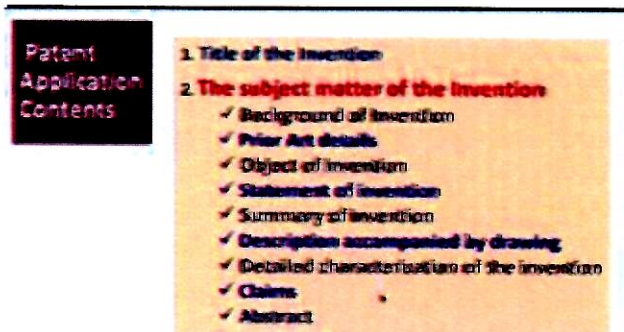 Patent
Application
Contents
1. Title of the Invention
2. The subject matter of the Invention
✓ Background of Invention
✓ Prior Art details
✓ Object of invention
✓ Statement of invention
✓ Summary of invention
✓ Description accompanied by drawing
✓ Detailed characterization of the invention
✓ Claims
✓ Abstract